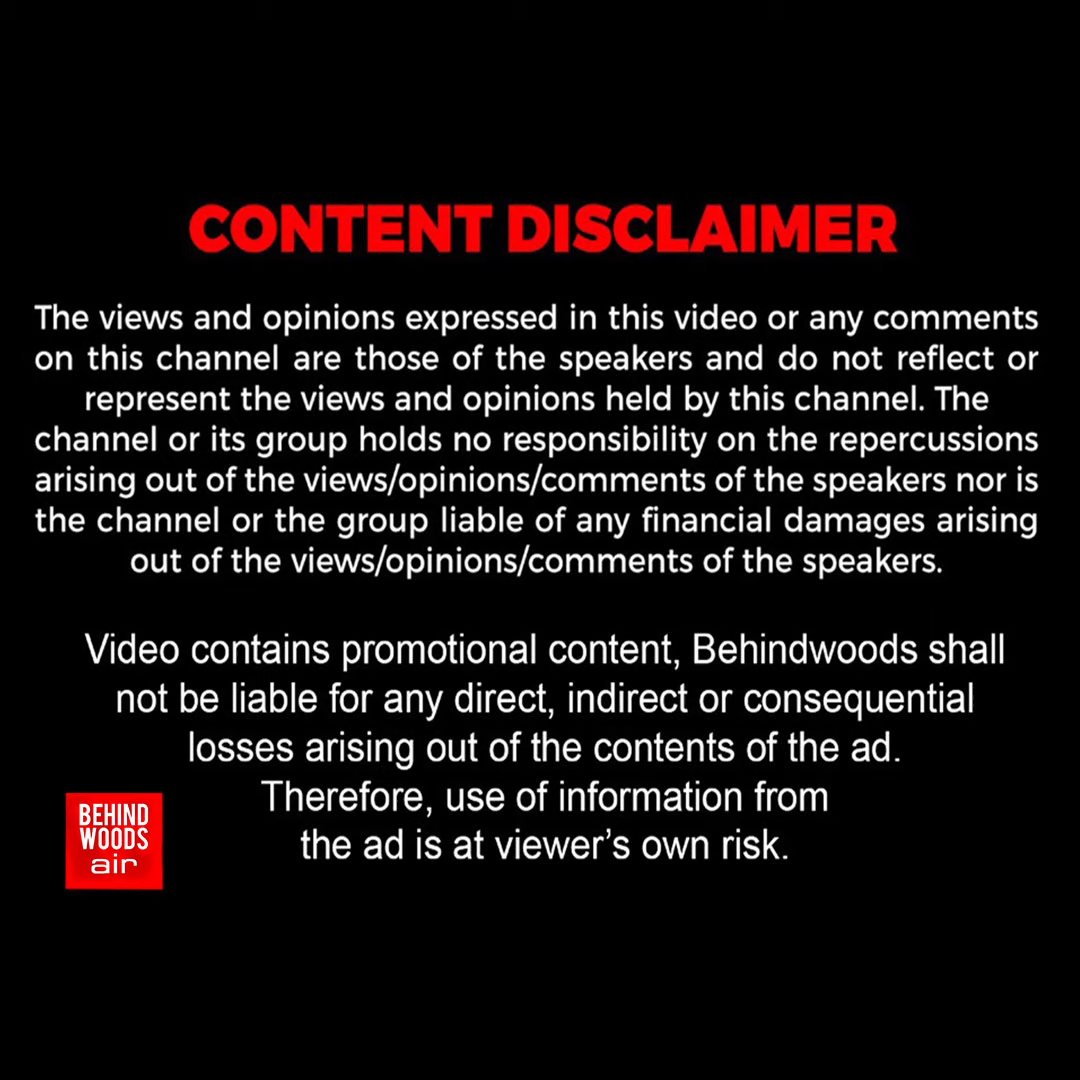 CONTENT DISCLAIMER
The views and opinions expressed in this video or any comments
on this channel are those of the speakers and do not reflect or
represent the views and opinions held by this channel. The
channel or its group holds no responsibility on the repercussions
arising out of the views/opinions/comments of the speakers nor is
the channel or the group liable of any financial damages arising
out of the views/opinions/comments of the speakers.
Video contains promotional content, Behindwoods shall
not be liable for any direct, indirect or consequential
losses arising out of the contents of the ad.
Therefore, use of information from
the ad is at viewer’s own risk.
BEHIND
WOODS
air